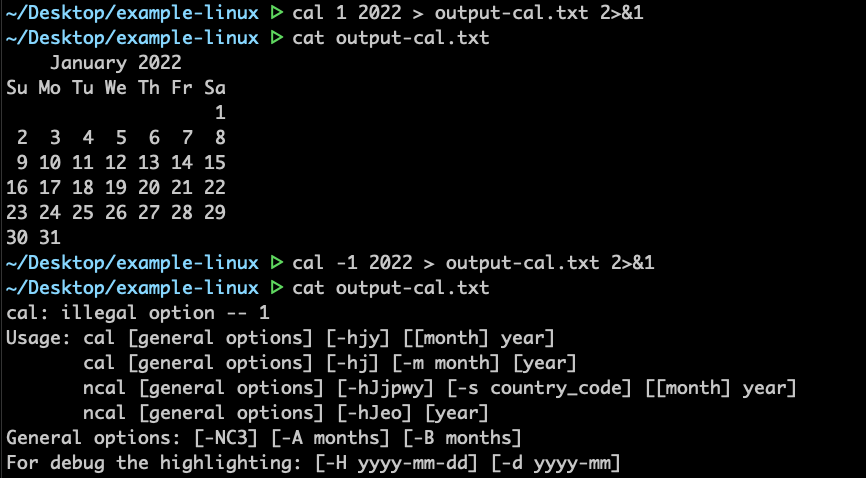 ~/Desktop/example-linux ▷ cal 1 2022 > output-cal.txt 2>&1
~/Desktop/example-linux ▷ cat output-cal.txt
    January 2022
Su Mo Tu We Th Fr Sa
                   1
 2  3  4  5  6  7  8
 9 10 11 12 13 14 15
16 17 18 19 20 21 22
23 24 25 26 27 28 29
30 31
~/Desktop/example-linux ▷ cal -1 2022 > output-cal.txt 2>&1
~/Desktop/example-linux ▷ cat output-cal.txt
cal: illegal option -- 1
Usage: cal [general options] [-hjy] [[month] year]
       cal [general options] [-hj] [-m month] [year]
       ncal [general options] [-hJjpwy] [-s country_code] [[month] year]
       ncal [general options] [-hJeo] [year]
General options: [-NC3] [-A months] [-B months]
For debug the highlighting: [-H yyyy-mm-dd] [-d yyyy-mm]